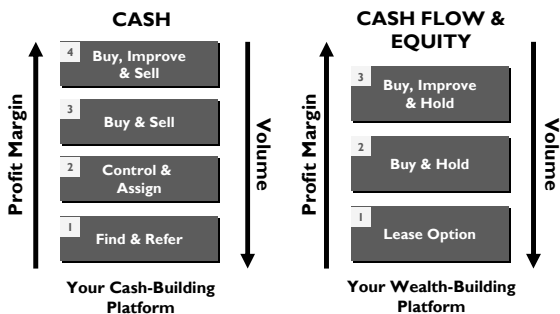 CASH
Profit Margin
4
Buy, Improve
& Sell
3
Buy & Sell
2
Control &
Assign
1
Find & Refer
Volume
Your Cash-Building
Platform
CASH FLOW &
EQUITY
Profit Margin
3
Buy, Improve
& Hold
2
Buy & Hold
1
Lease Option
Volume
Your Wealth-Building
Platform